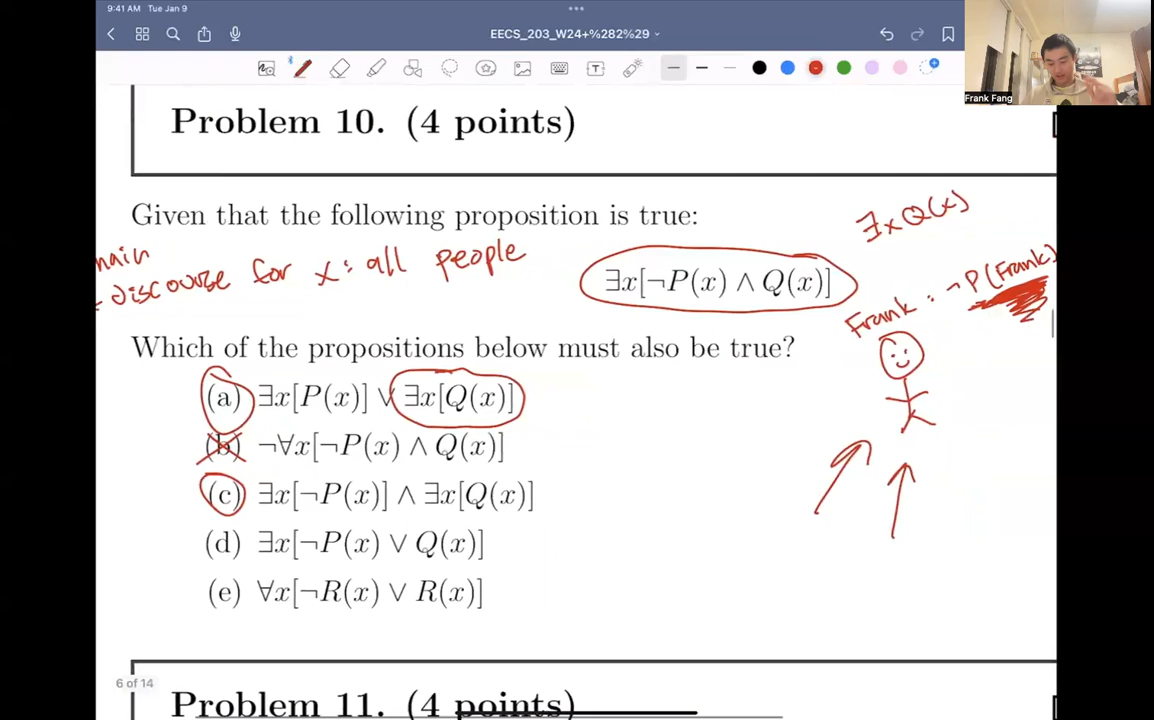 9:41 AM Tue Jan 9
EECS_203_W24+%282%29
Frank Fang
Problem 10. (4 points)
Given that the following proposition is true:
∃x Q(x)
main
discourse for x: all people
∃x[¬P(x) ∧ Q(x)]
Frank: ¬P(Frank)
Which of the propositions below must also be true?
(a) ∃x[P(x)] ∨ ∃x[Q(x)]
(b) ¬∀x[¬P(x) ∧ Q(x)]
(c) ∃x[¬P(x)] ∧ ∃x[Q(x)]
(d) ∃x[¬P(x) ∨ Q(x)]
(e) ∀x[¬R(x) ∨ R(x)]
6 of 14
Problem 11. (4 points)